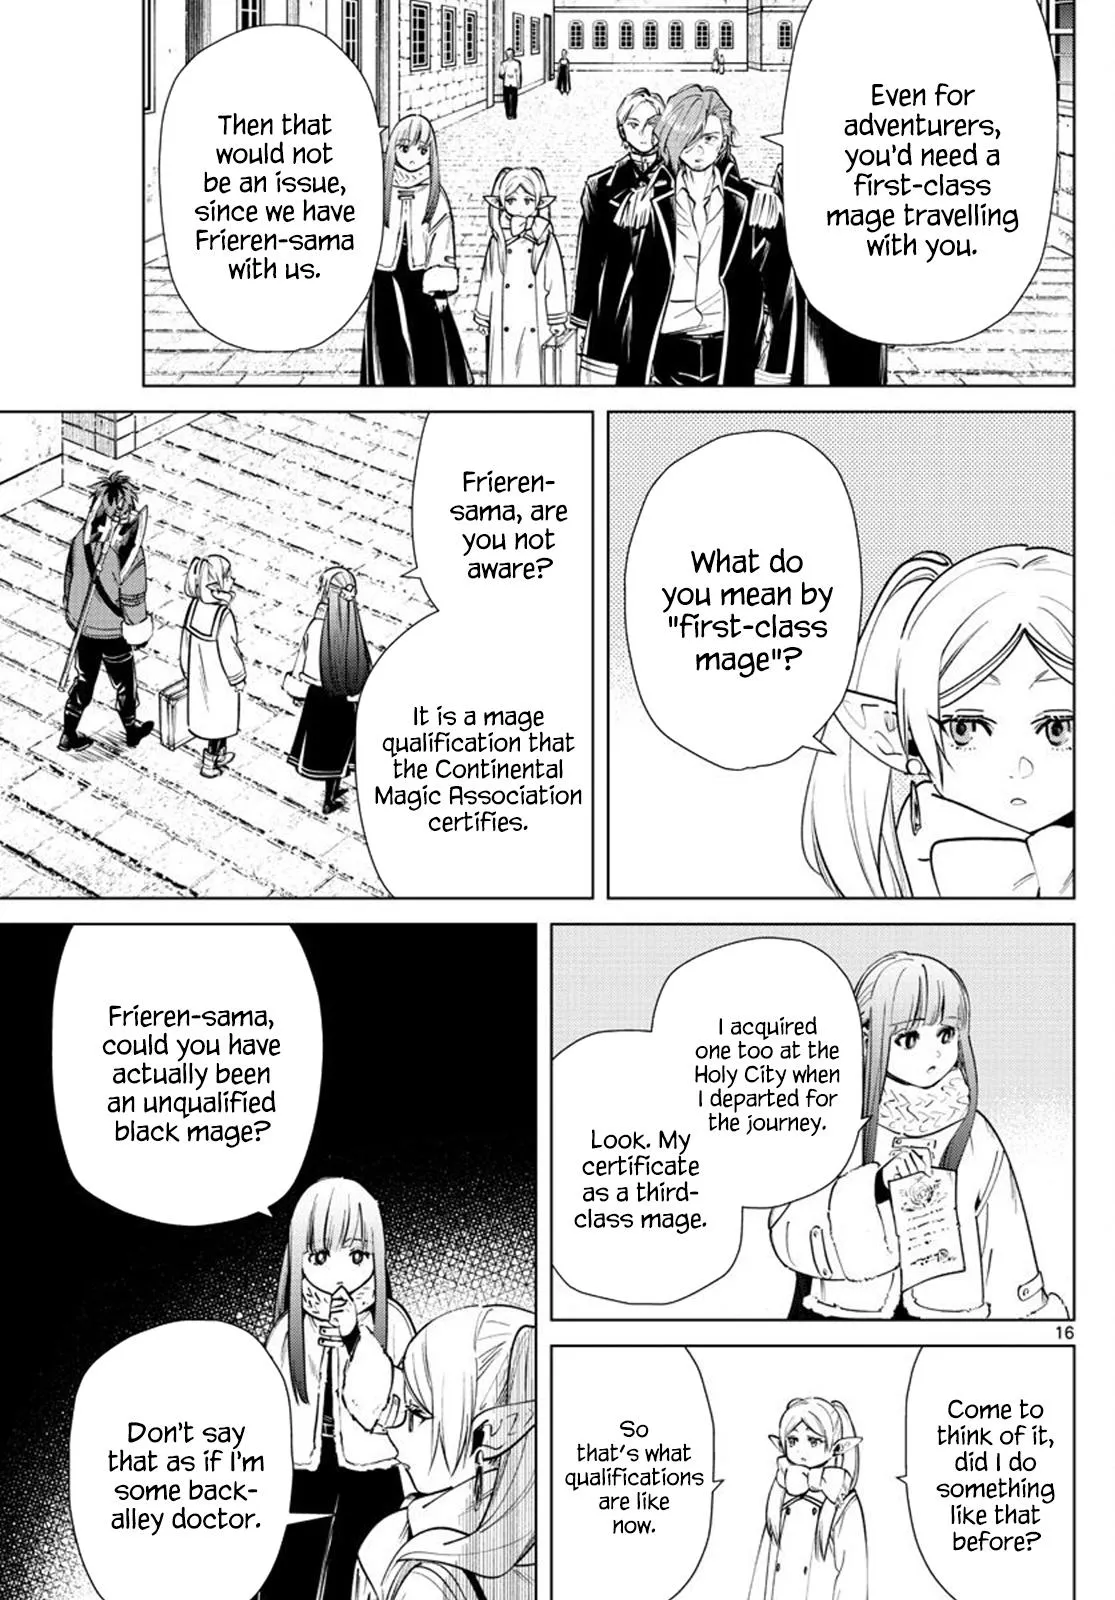 Even for
adventurers,
you'd need a
first-class
mage travelling
with you.
Then that
would not
be an issue,
since we have
Frieren-sama
with us.
What do
you mean by
"first-class
mage"?
Frieren-
sama, are
you not
aware?
It is a mage
qualification that
the Continental
Magic Association
certifies.
I acquired
one too at the
Holy City when
I departed for
the journey.
Look. My
certificate
as a third-
class mage.
16
Come to
think of it,
did I do
something
like that
before?
So
that's what
qualifications
are like
now.
Frieren-sama,
could you have
actually been
an unqualified
black mage?
Don't say
that as if I'm
some back-
alley doctor.